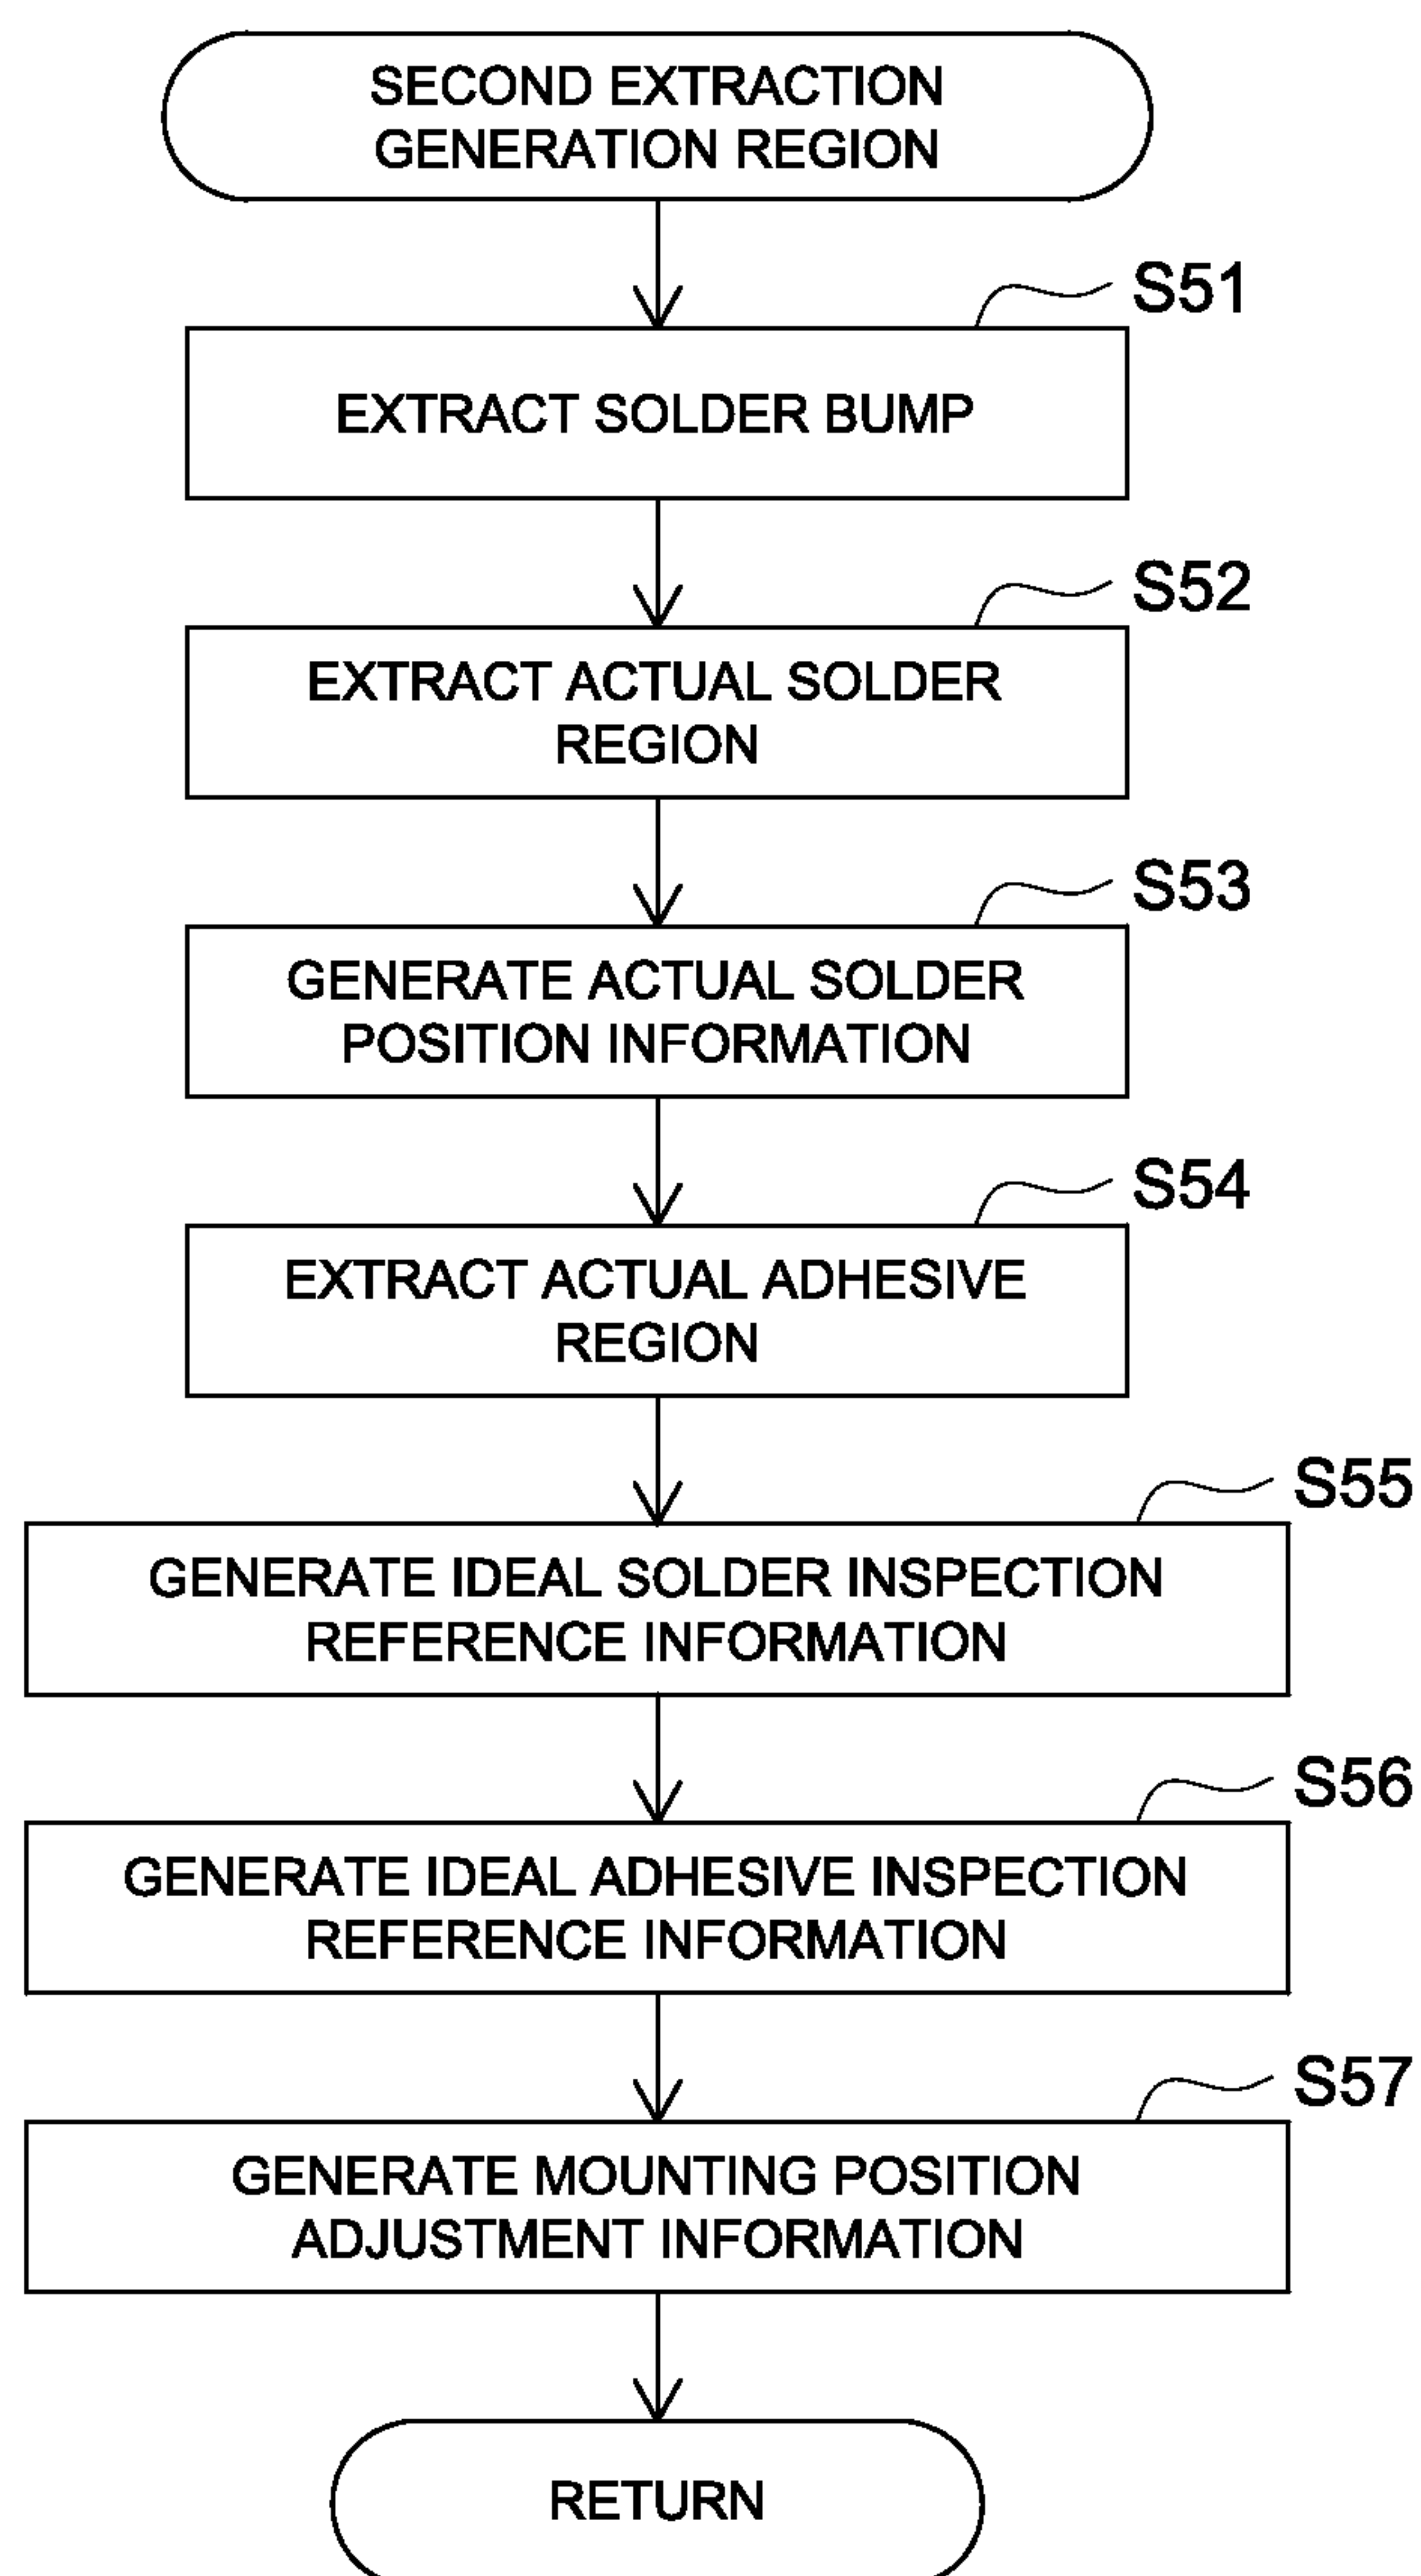 SECOND EXTRACTION
GENERATION REGION
S51
EXTRACT SOLDER BUMP
S52
EXTRACT ACTUAL SOLDER
REGION
S53
GENERATE ACTUAL SOLDER
POSITION INFORMATION
S54
EXTRACT ACTUAL ADHESIVE
REGION
S55
GENERATE IDEAL SOLDER INSPECTION
REFERENCE INFORMATION
S56
GENERATE IDEAL ADHESIVE INSPECTION
REFERENCE INFORMATION
S57
GENERATE MOUNTING POSITION
ADJUSTMENT INFORMATION
RETURN